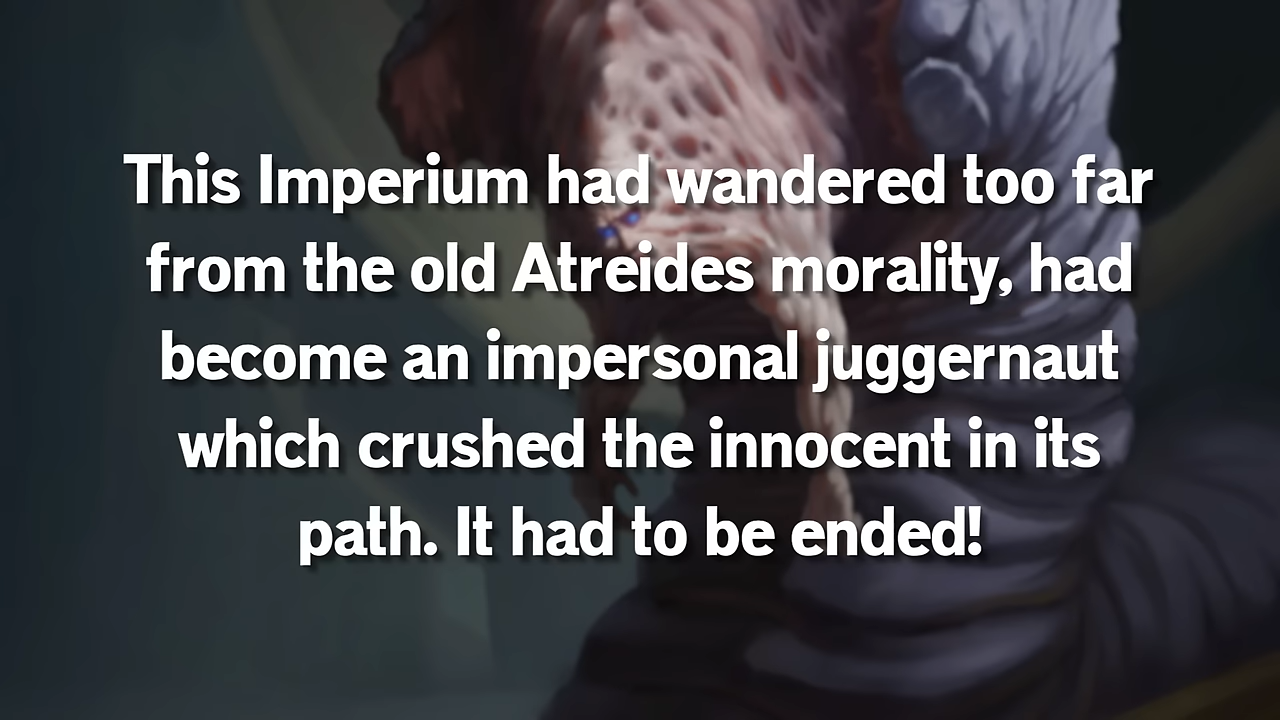 This Imperium had wandered too far
from the old Atreides morality, had
become an impersonal juggernaut
which crushed the innocent in its
path. It had to be ended!